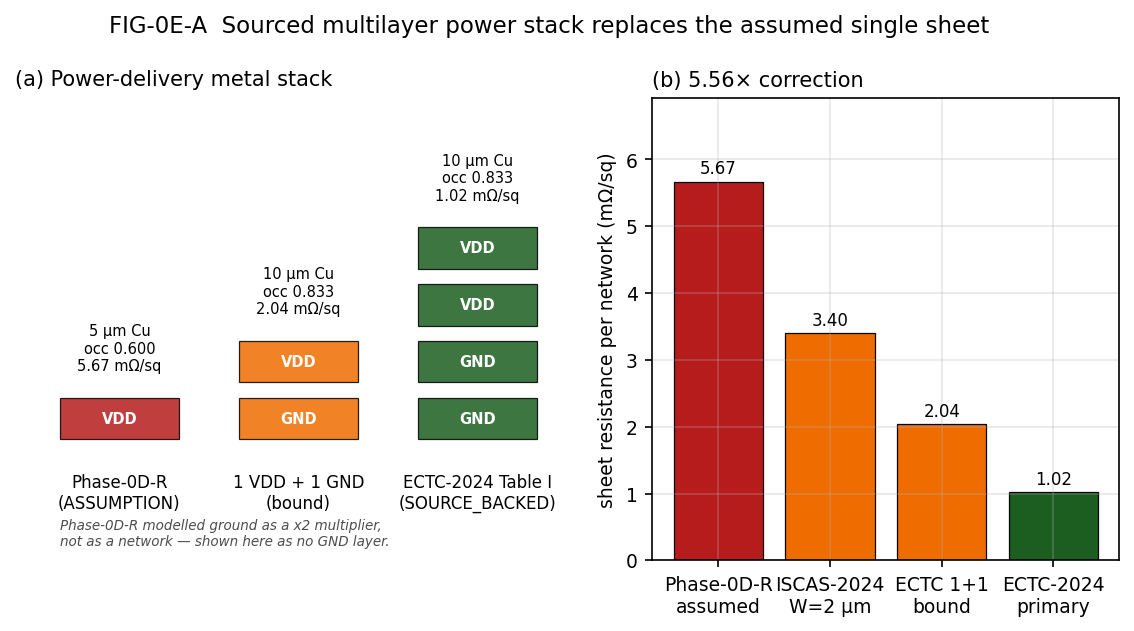 FIG-0E-A  Sourced multilayer power stack replaces the assumed single sheet
(a) Power-delivery metal stack
10 µm Cu
occ 0.833
1.02 mΩ/sq
VDD
VDD
GND
GND
10 µm Cu
occ 0.833
2.04 mΩ/sq
VDD
GND
5 µm Cu
occ 0.600
5.67 mΩ/sq
VDD
Phase-0D-R
(ASSUMPTION)
1 VDD + 1 GND
(bound)
ECTC-2024 Table I
(SOURCE_BACKED)
Phase-0D-R modelled ground as a x2 multiplier,
not as a network — shown here as no GND layer.
(b) 5.56× correction
sheet resistance per network (mΩ/sq)
6
5
4
3
2
1
0
5.67
3.40
2.04
1.02
Phase-0D-R
assumed
ISCAS-2024
W=2 µm
ECTC 1+1
bound
ECTC-2024
primary